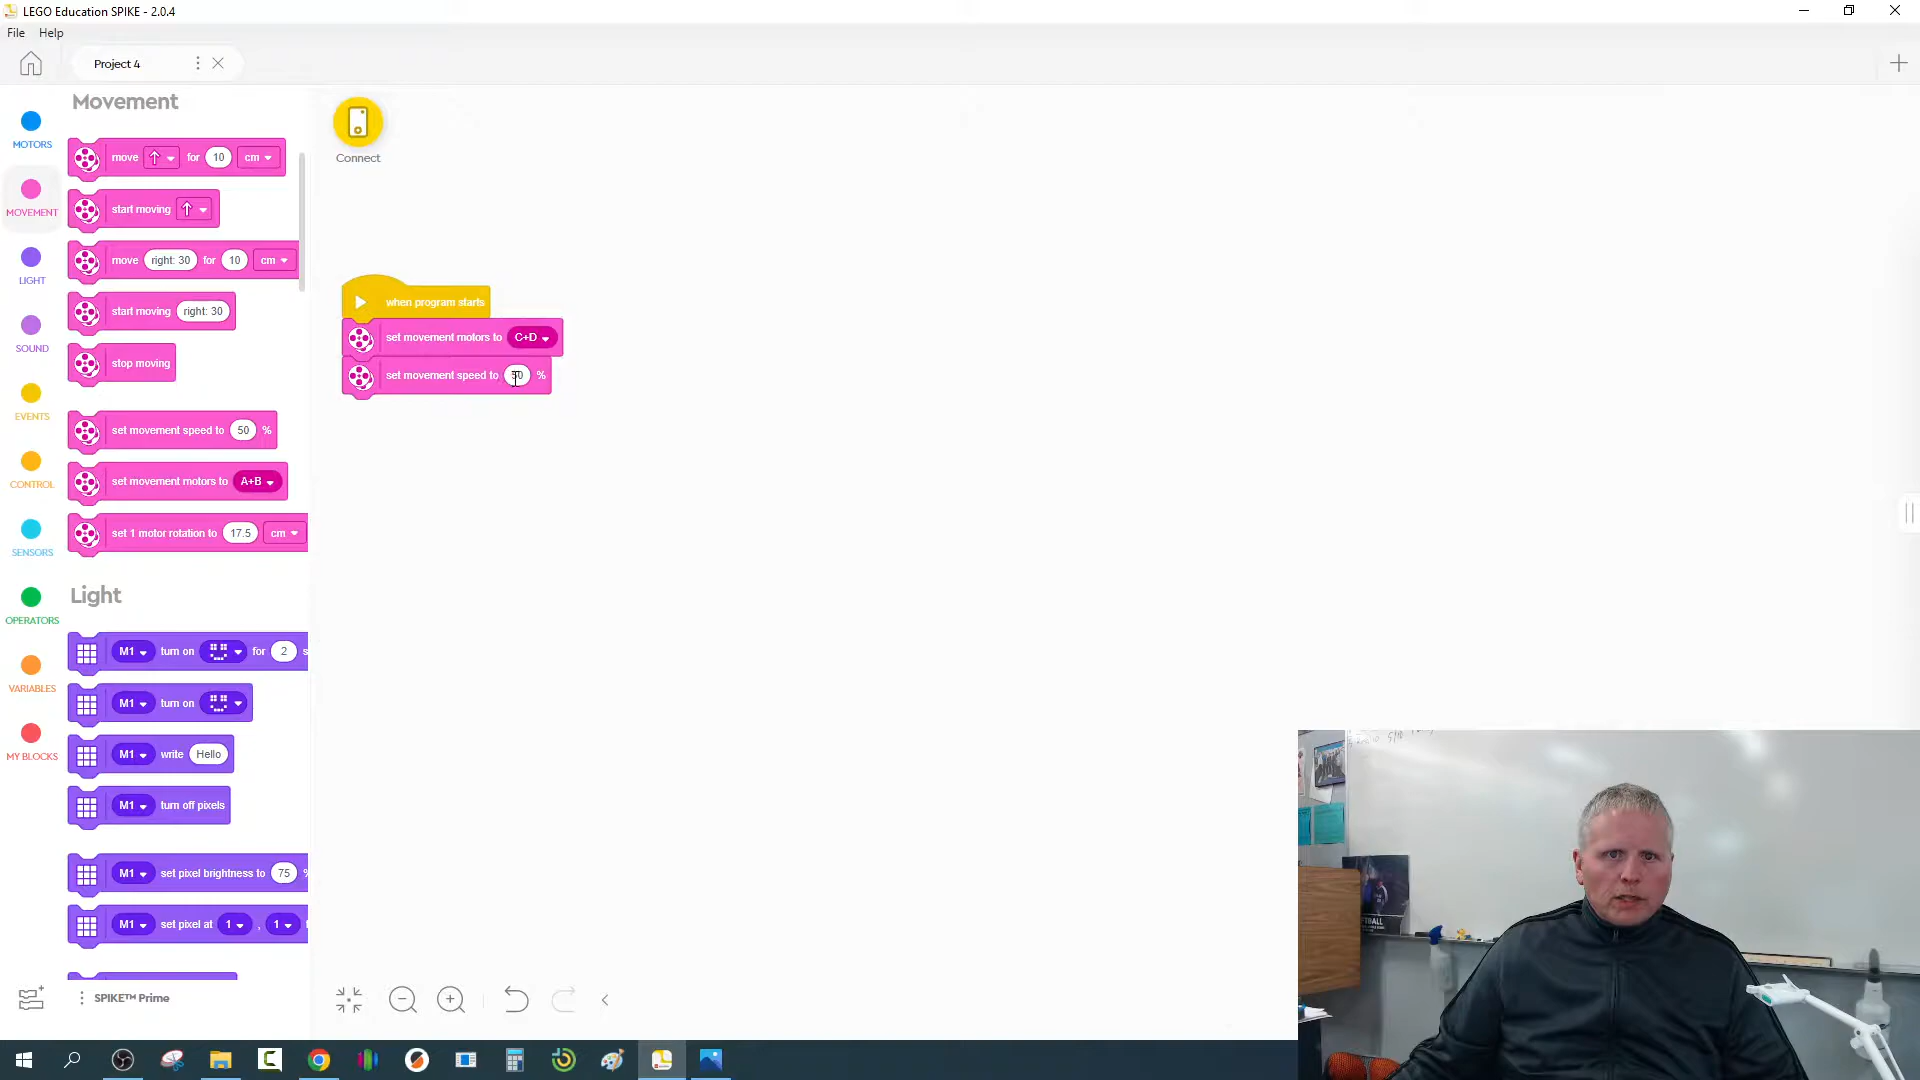 LEGO Education SPIKE - 2.0.4
File Help
Project 4
Movement
MOTORS
MOVEMENT
LIGHT
SOUND
EVENTS
CONTROL
SENSORS
OPERATORS
VARIABLES
MY BLOCKS
move for 10 cm
start moving
move right: 30 for 10 cm
start moving right: 30
stop moving
set movement speed to 50 %
set movement motors to A+B
set 1 motor rotation to 17.5 cm
Light
M1 turn on for 2 s
M1 turn on
M1 write Hello
M1 turn off pixels
M1 set pixel brightness to 75 %
M1 set pixel at 1 , 1
SPIKE™ Prime
Connect
when program starts
set movement motors to C+D
set movement speed to 50 %